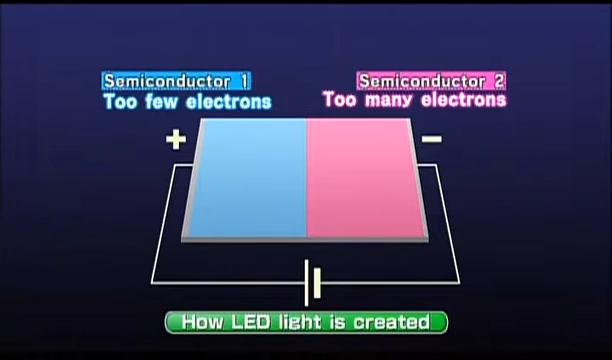 Semiconductor 1
Too few electrons
Semiconductor 2
Too many electrons
+
−
How LED light is created